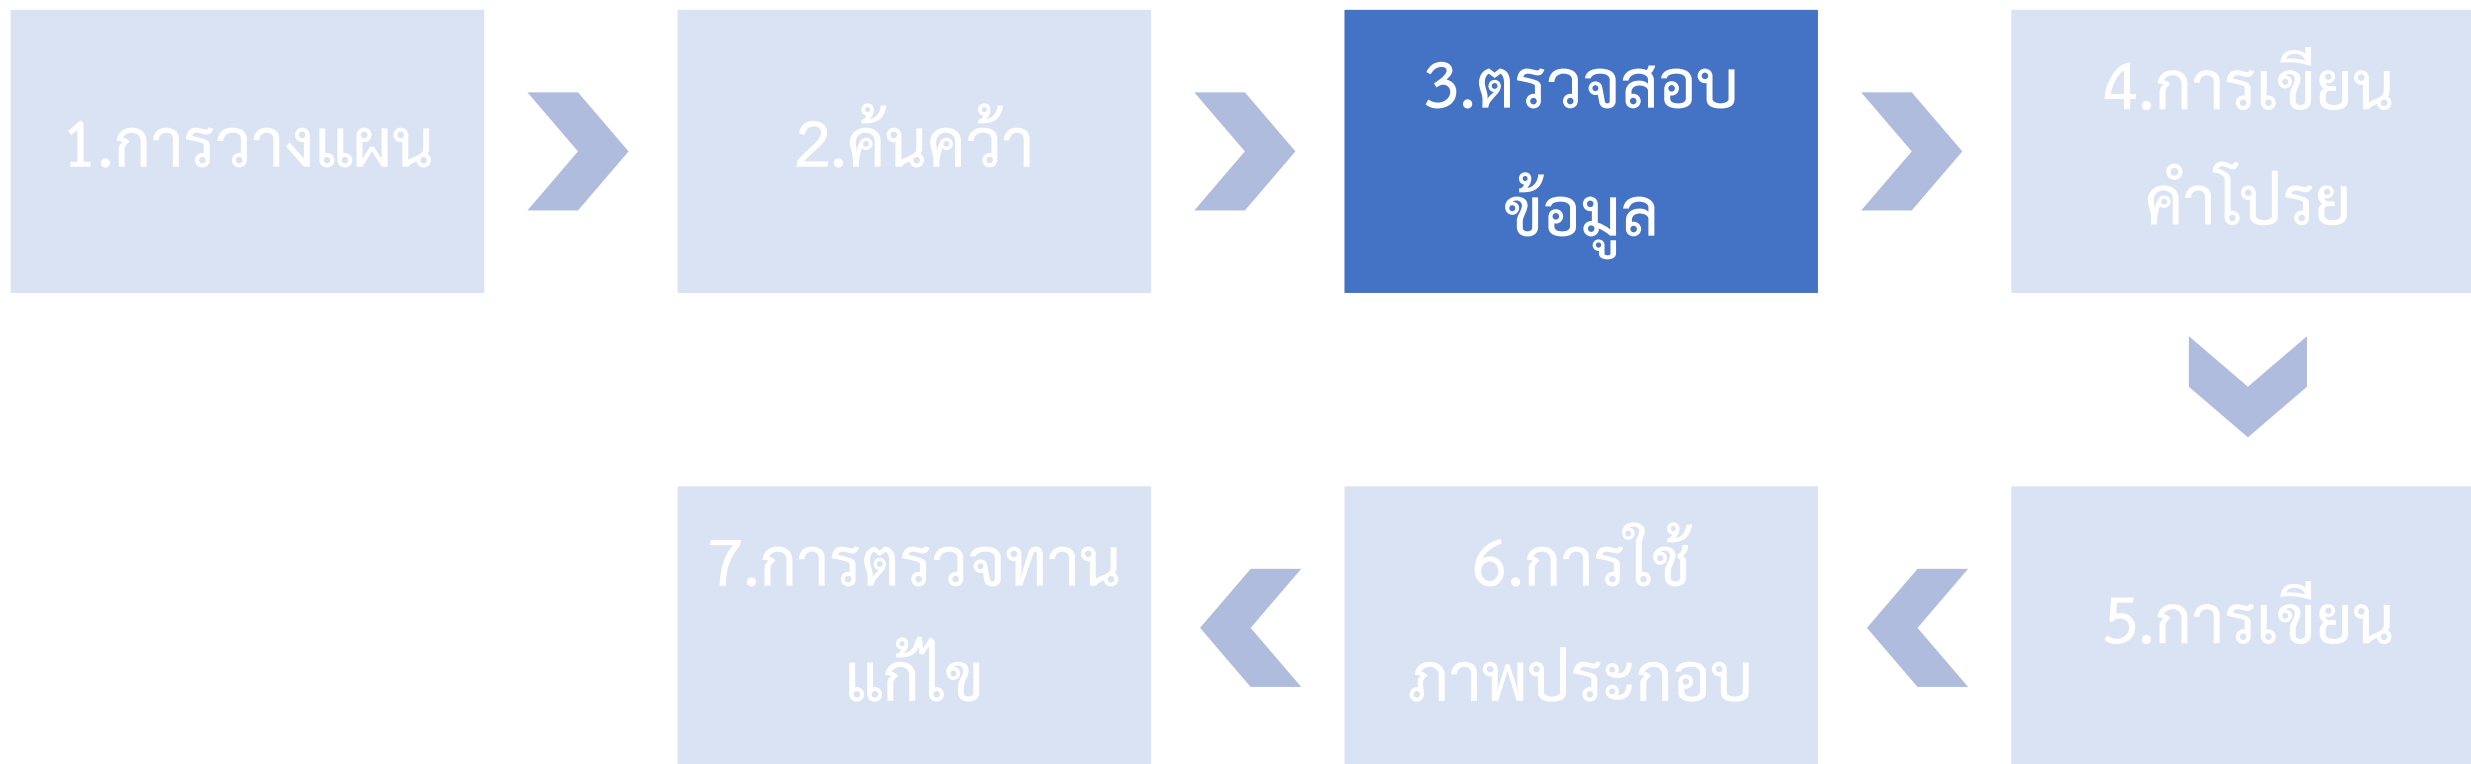 1.การวางแผน
2.ค้นคว้า
3.ตรวจสอบ
ข้อมูล
4.การเขียน
คำโปรย
5.การเขียน
6.การใช้
ภาพประกอบ
7.การตรวจทาน
แก้ไข